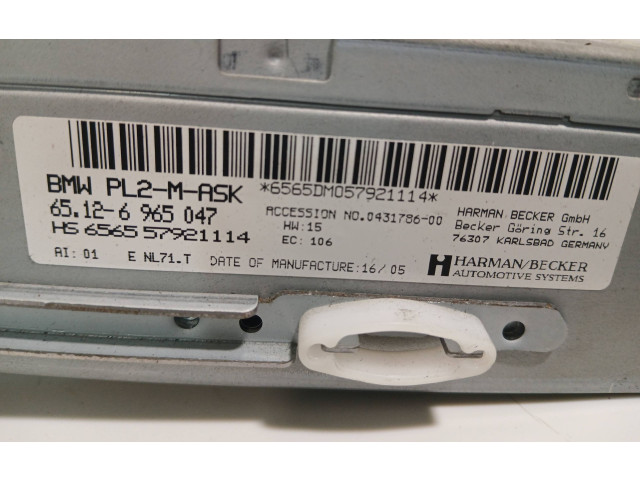 BMW PL2-M-ASK
*6565DM057921114*
65.12-6 965 047
ACCESSION NO.0431786-00
HARMAN BECKER GmbH
HS 6565 57921114
HW:15
Becker Göring Str. 16
EC: 106
76307 KARLSBAD GERMANY
AI: 01 E NL71.T DATE OF MANUFACTURE:16/05
HARMAN/BECKER
AUTOMOTIVE SYSTEMS